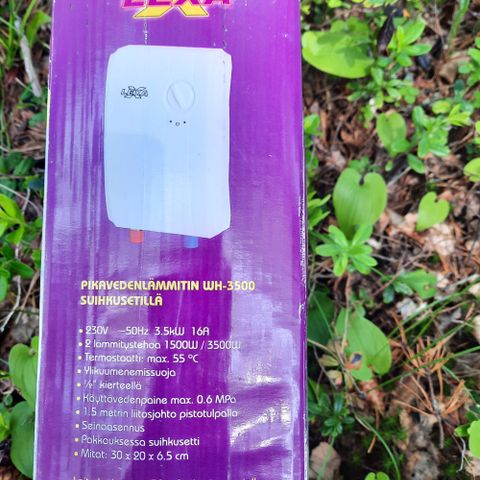 LEXA
LEXA
PIKAVEDENLÄMMITIN WH-3500
SUIHKUSETILLÄ
• 230V ~50Hz 3.5kW 16A
• 2 lämmitystehoa 1500W / 3500W
• Termostaatti: max. 55 °C
• Ylikuumenemissuoja
• ½" kierteellä
• Käyttövedenpaine max. 0.6 MPa
• 1.5 metrin liitosjohto pistotulpalla
• Seinäasennus
• Pakkauksessa suihkusetti
• Mitat: 30 x 20 x 6.5 cm